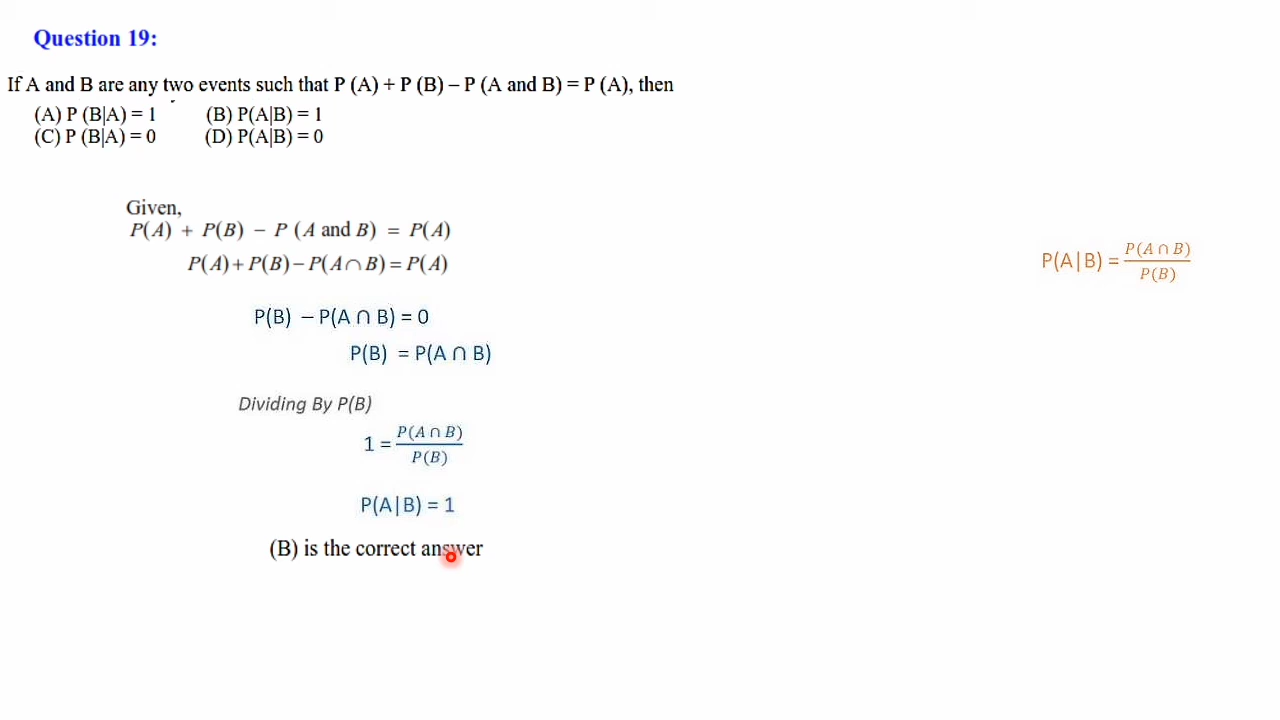 Question 19:
If A and B are any two events such that P (A) + P (B) – P (A and B) = P (A), then
(A) P (B|A) = 1 (B) P(A|B) = 1
(C) P (B|A) = 0 (D) P(A|B) = 0
Given,
P(A) + P(B) − P (A and B) = P(A)
P(A)+P(B)−P(A∩B)=P(A)
P(A|B) = P(A ∩ B) / P(B)
P(B) – P(A ∩ B) = 0
P(B) = P(A ∩ B)
Dividing By P(B)
1 = P(A ∩ B) / P(B)
P(A|B) = 1
(B) is the correct answer